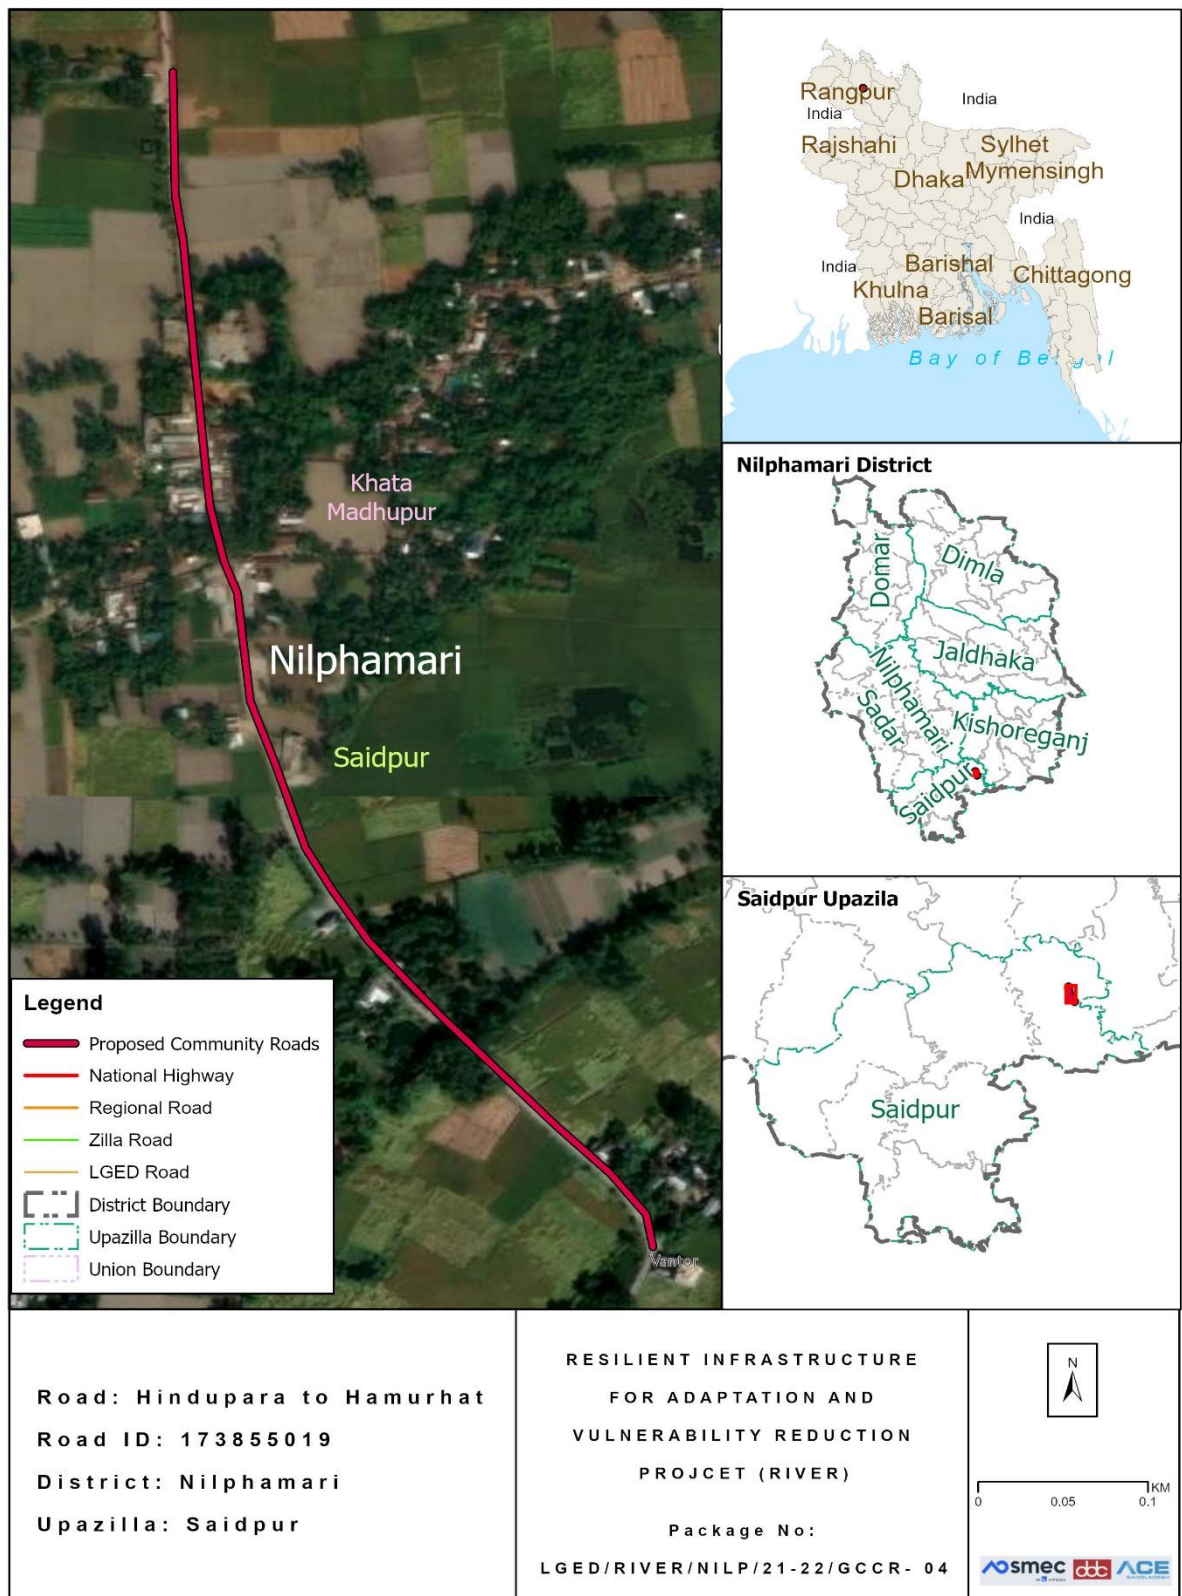 Khata
Madhupur
Nilphamari
Saidpur
Vantor
Legend
Proposed Community Roads
National Highway
Regional Road
Zilla Road
LGED Road
District Boundary
Upazilla Boundary
Union Boundary
Rangpur
India
India
Rajshahi
Sylhet
Mymensingh
Dhaka
India
India
Barishal
Chittagong
Khulna
Barisal
Bay of Bengal
Nilphamari District
Domar
Dimla
Jaldhaka
Nilphamari
Sadar
Kishoreganj
Saidpur
Saidpur Upazila
Saidpur
Road: Hindupara to Hamurhat
Road ID: 173855019
District: Nilphamari
Upazilla: Saidpur
RESILIENT INFRASTRUCTURE
FOR ADAPTATION AND
VULNERABILITY REDUCTION
PROJCET (RIVER)
Package No:
LGED/RIVER/NILP/21-22/GCCR- 04
N
KM
0 0.05 0.1
smec
ddc
ACE
BANGLADESH